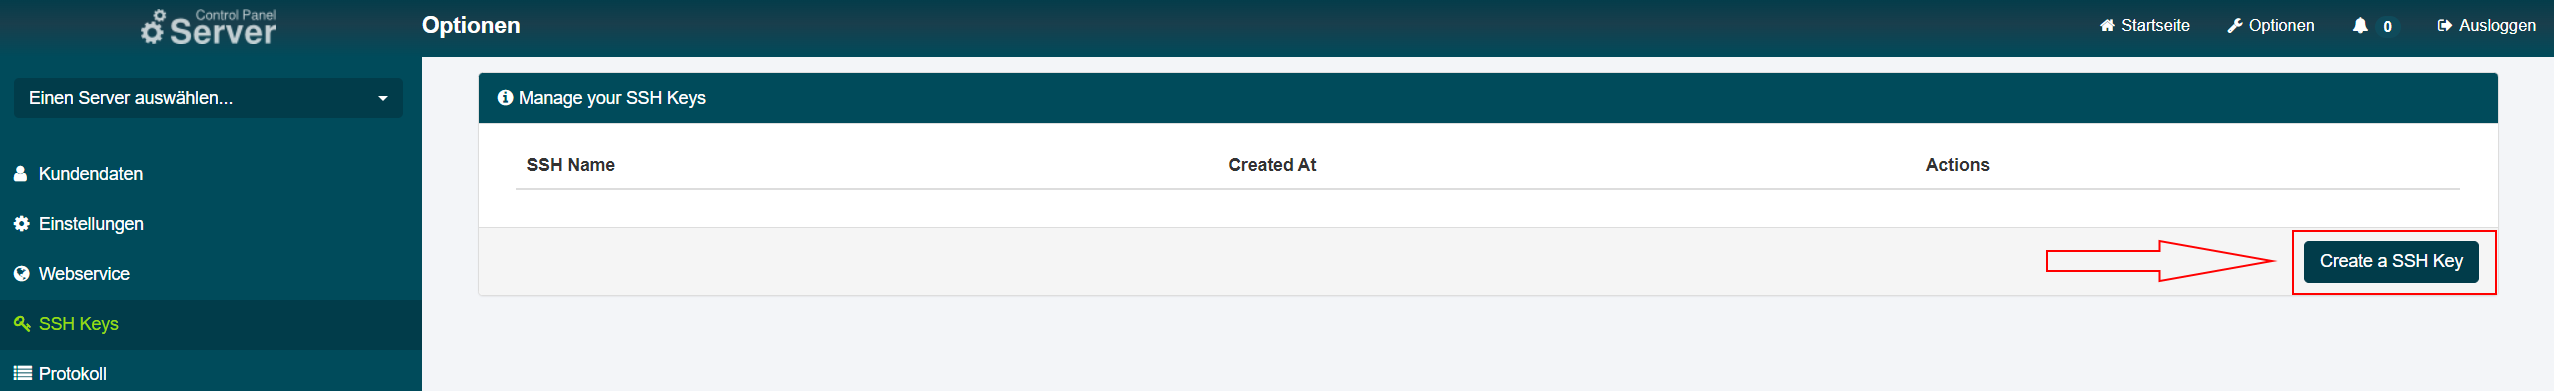 Control Panel
Server
Optionen
Startseite
Optionen
0
Ausloggen
Einen Server auswählen...
Kundendaten
Einstellungen
Webservice
SSH Keys
Protokoll
Manage your SSH Keys
SSH Name
Created At
Actions
Create a SSH Key